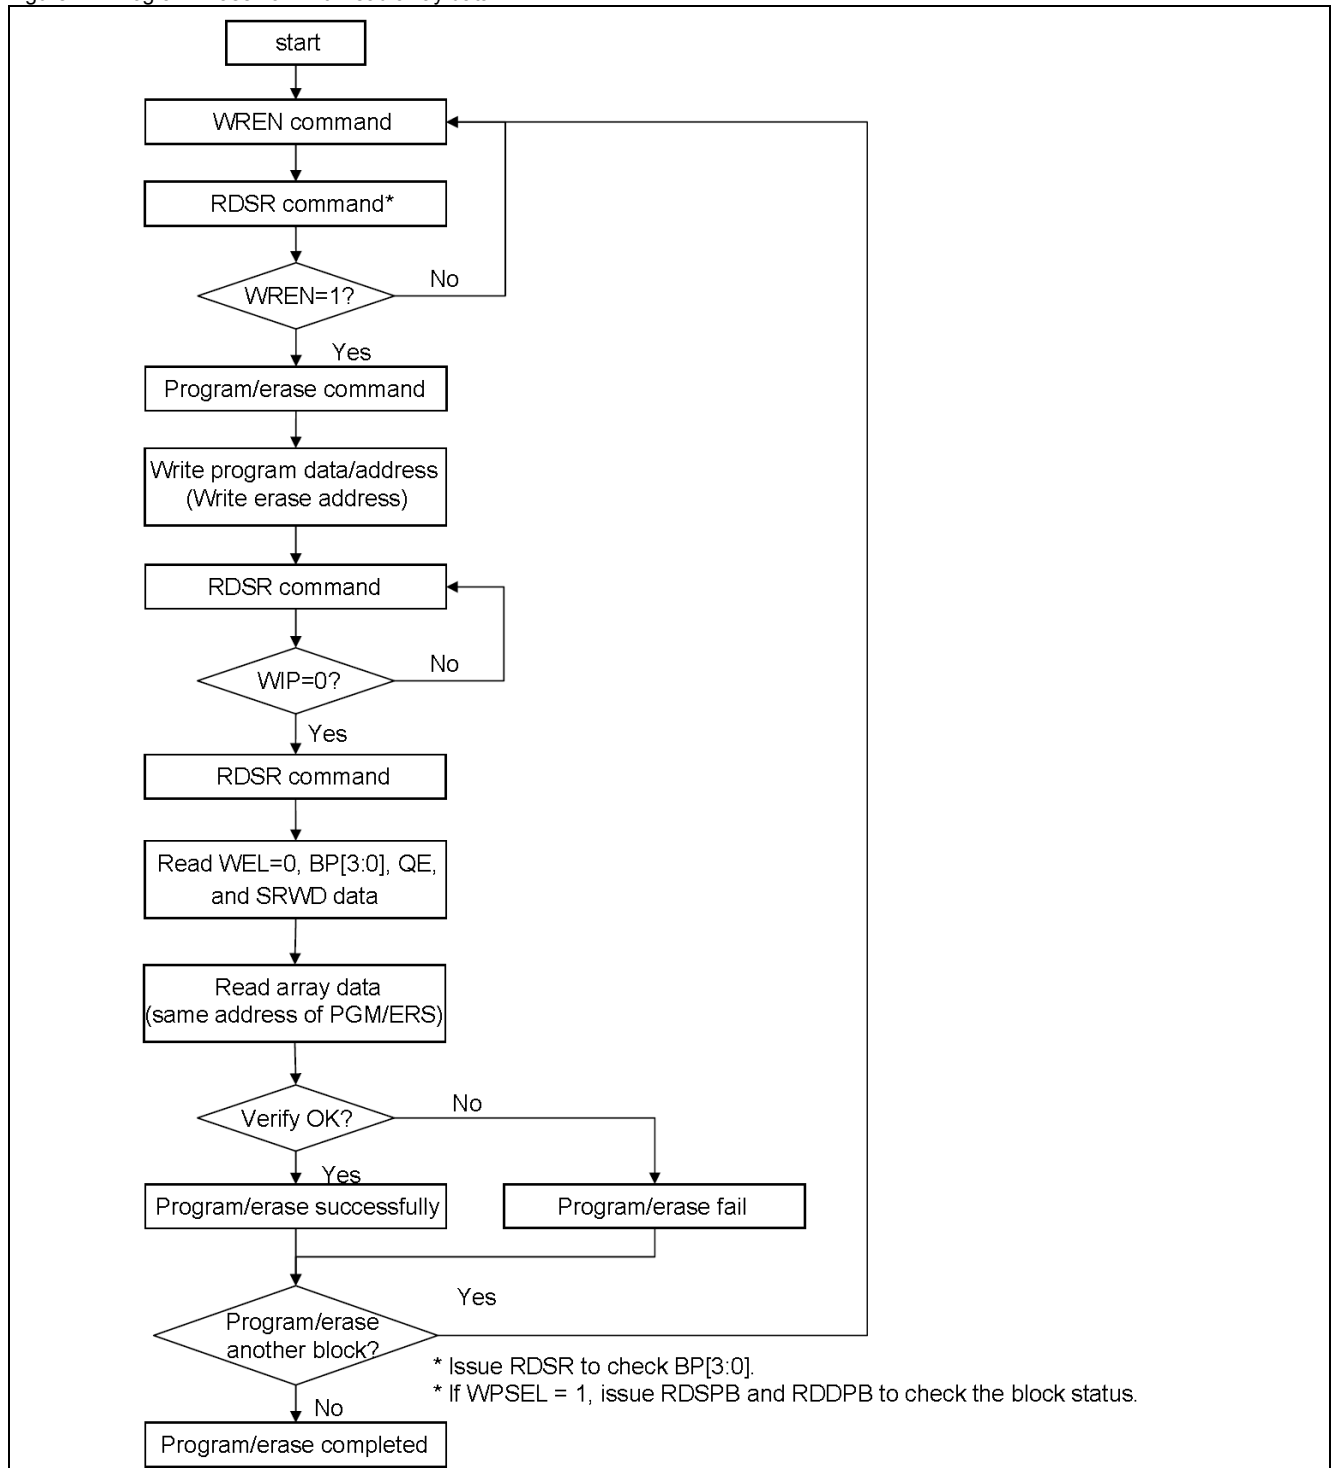 start
WREN command
RDSR command*
WREN=1?
No
Yes
Program/erase command
Write program data/address
(Write erase address)
RDSR command
WIP=0?
No
Yes
RDSR command
Read WEL=0, BP[3:0], QE,
and SRWD data
Read array data
(same address of PGM/ERS)
Verify OK?
No
Yes
Program/erase successfully
Program/erase fail
Yes
Program/erase
another block?
* Issue RDSR to check BP[3:0].
* If WPSEL = 1, issue RDSPB and RDDPB to check the block status.
No
Program/erase completed